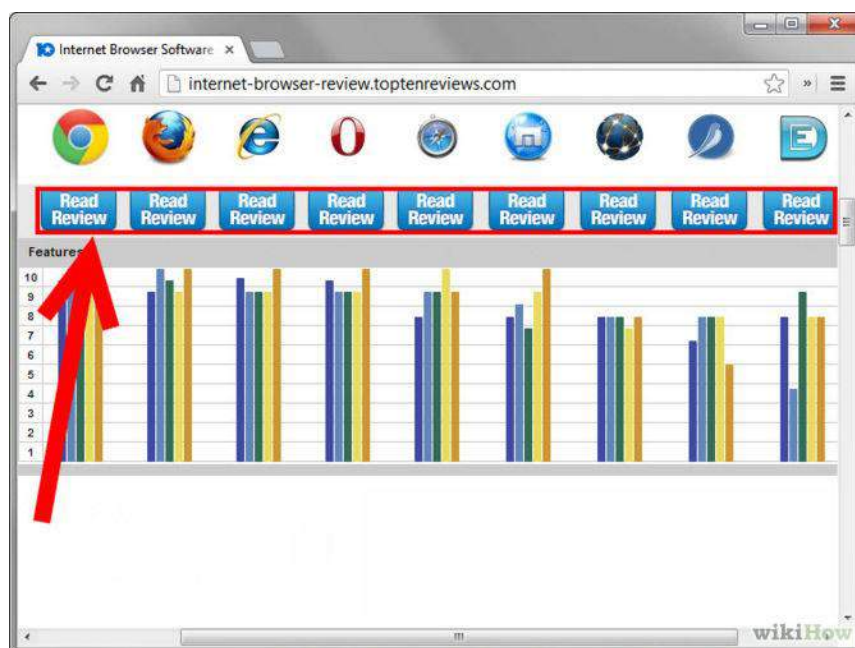 Internet Browser Software
internet-browser-review.toptenreviews.com
Read Review
Read Review
Read Review
Read Review
Read Review
Read Review
Read Review
Read Review
Read Review
Features
10
9
8
7
6
5
4
3
2
1
wikiHow